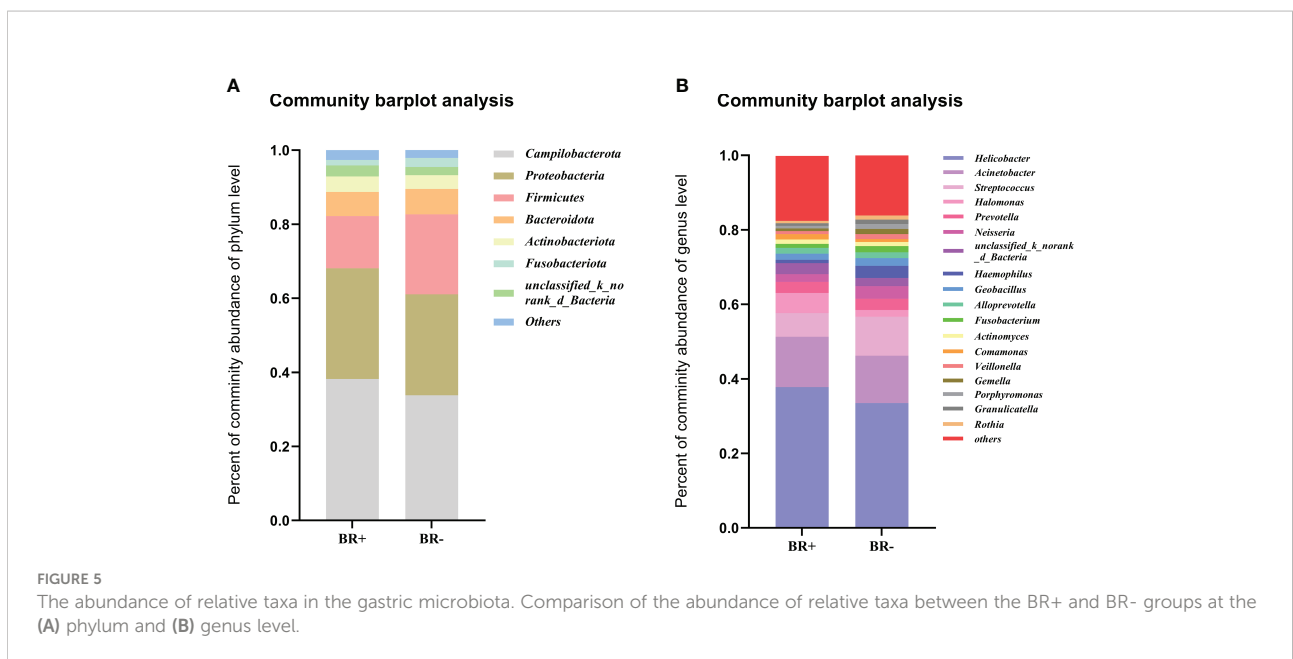 A
Community barplot analysis
Percent of comminity abundance of phylum level
1.0
0.8
0.6
0.4
0.2
0.0
BR+
BR-
Campilobacterota
Proteobacteria
Firmicutes
Bacteroidota
Actinobacteriota
Fusobacteriota
unclassified_k_no
rank_d_Bacteria
Others
B
Community barplot analysis
Percent of comminity abundance of genus level
1.0
0.8
0.6
0.4
0.2
0.0
BR+
BR-
Helicobacter
Acinetobacter
Streptococcus
Halomonas
Prevotella
Neisseria
unclassified_k_norank
_d_Bacteria
Haemophilus
Geobacillus
Alloprevotella
Fusobacterium
Actinomyces
Comamonas
Veillonella
Gemella
Porphyromonas
Granulicatella
Rothia
others
FIGURE 5
The abundance of relative taxa in the gastric microbiota. Comparison of the abundance of relative taxa between the BR+ and BR- groups at the
(A) phylum and (B) genus level.